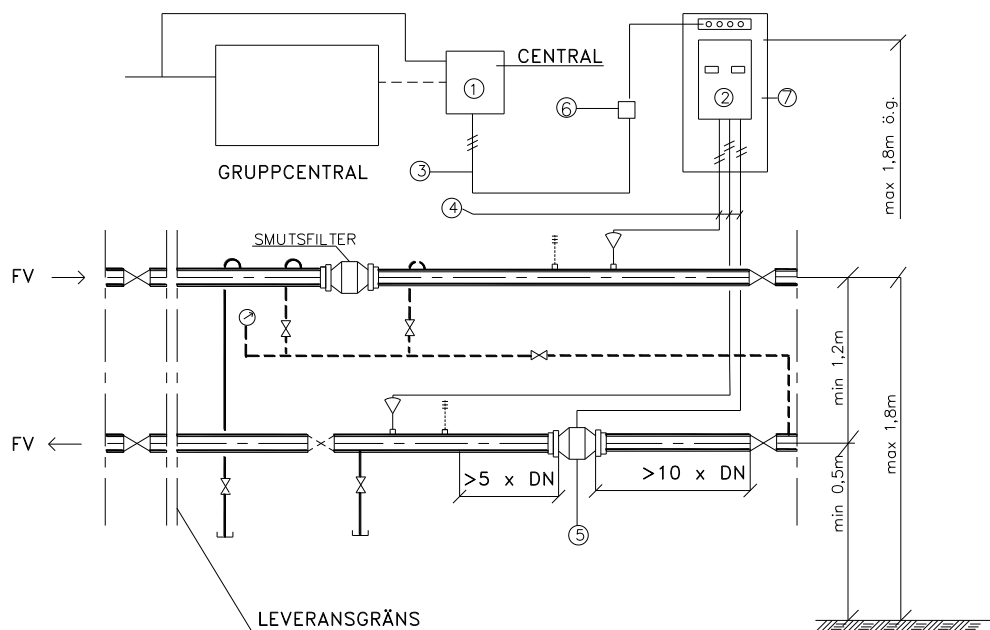 CENTRAL
1
2
7
6
GRUPPCENTRAL
3
4
max 1,8m ö.g.
SMUTSFILTER
FV
min 1,2m
max 1,8m
FV
>5 x DN
>10 x DN
min 0,5m
5
LEVERANSGRÄNS